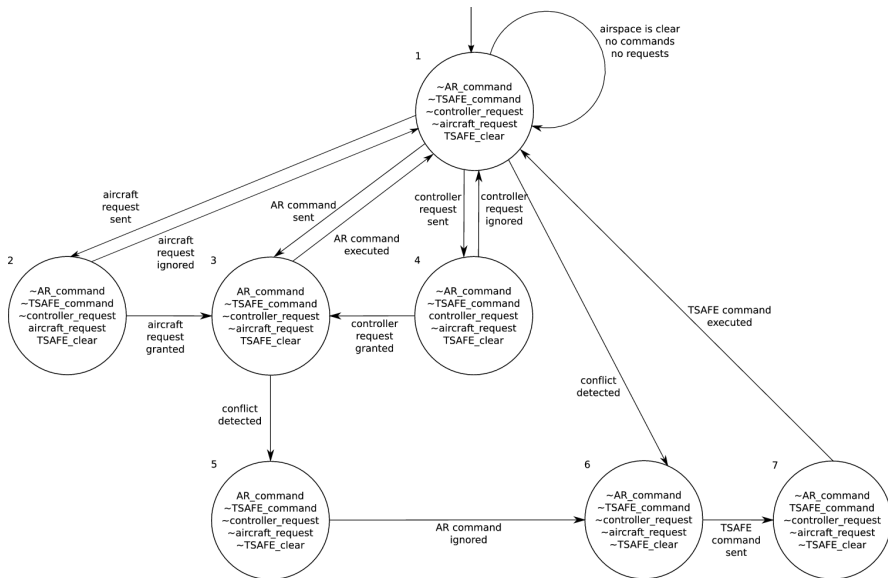 airspace is clear
no commands
no requests
1
~AR_command
~TSAFE_command
~controller_request
~aircraft_request
TSAFE_clear
aircraft
request
sent
aircraft
request
ignored
AR command
sent
AR command
executed
controller
request
sent
controller
request
ignored
2
~AR_command
~TSAFE_command
~controller_request
aircraft_request
TSAFE_clear
aircraft
request
granted
3
AR_command
~TSAFE_command
~controller_request
~aircraft_request
TSAFE_clear
controller
request
granted
4
~AR_command
~TSAFE_command
controller_request
~aircraft_request
TSAFE_clear
TSAFE command
executed
conflict
detected
conflict
detected
5
AR_command
~TSAFE_command
~controller_request
~aircraft_request
~TSAFE_clear
AR command
ignored
6
~AR_command
~TSAFE_command
~controller_request
~aircraft_request
~TSAFE_clear
TSAFE
command
sent
7
~AR_command
TSAFE_command
~controller_request
~aircraft_request
~TSAFE_clear